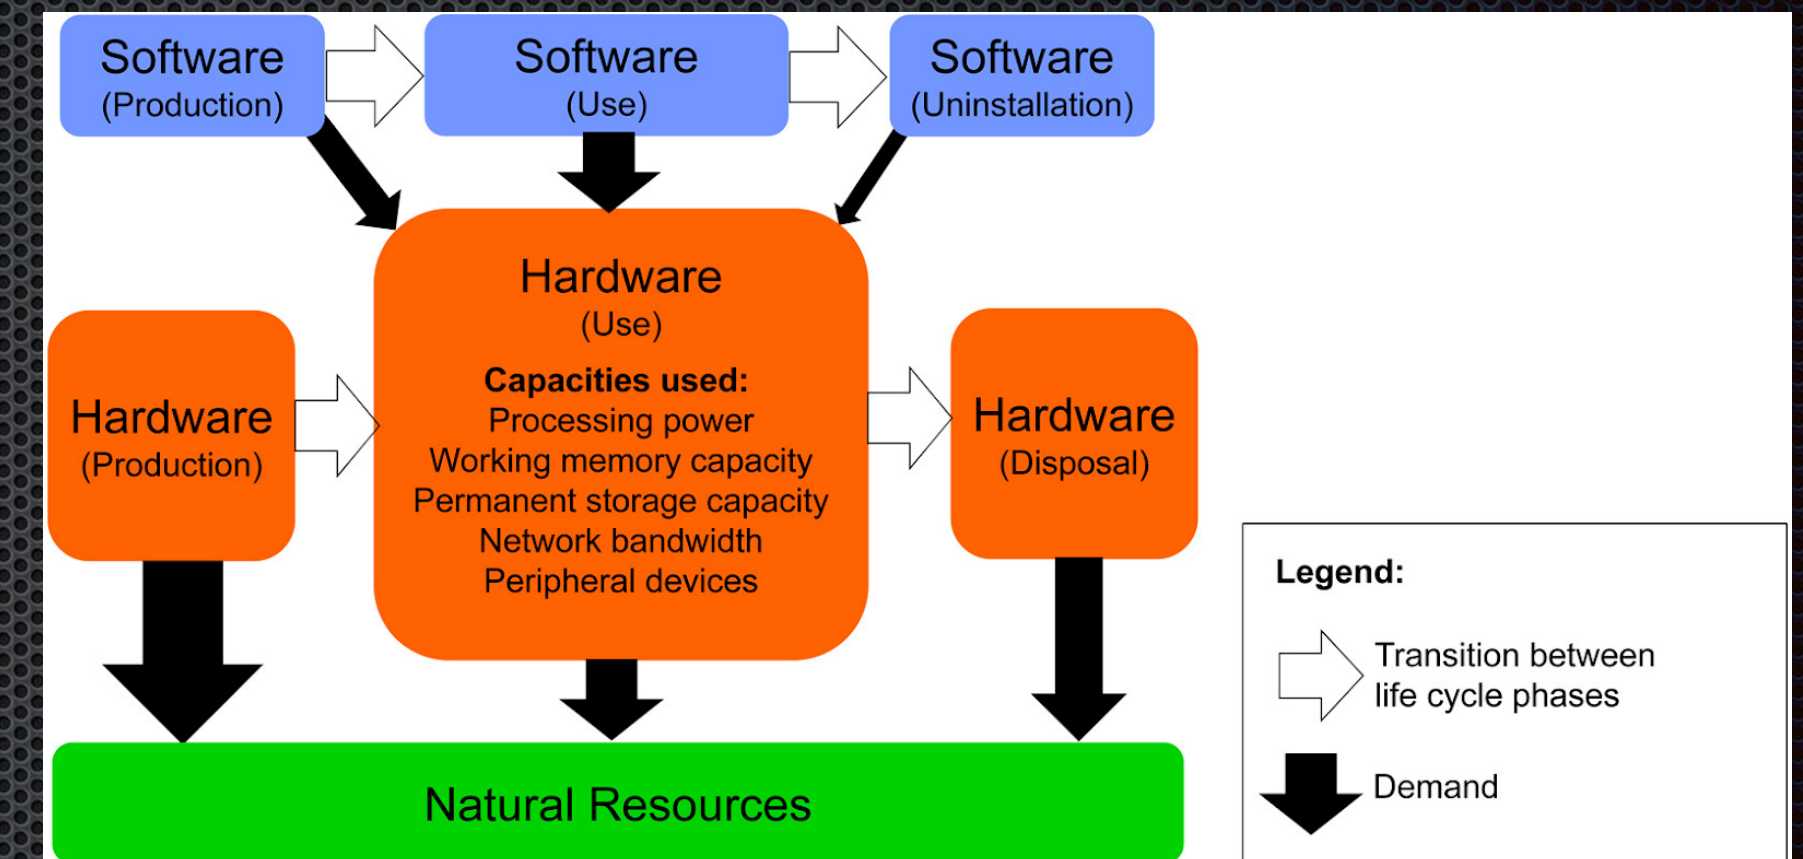 Software
(Production)
Software
(Use)
Software
(Uninstallation)
Hardware
(Production)
Hardware
(Use)
Capacities used:
Processing power
Working memory capacity
Permanent storage capacity
Network bandwidth
Peripheral devices
Hardware
(Disposal)
Natural Resources
Legend:
Transition between
life cycle phases
Demand